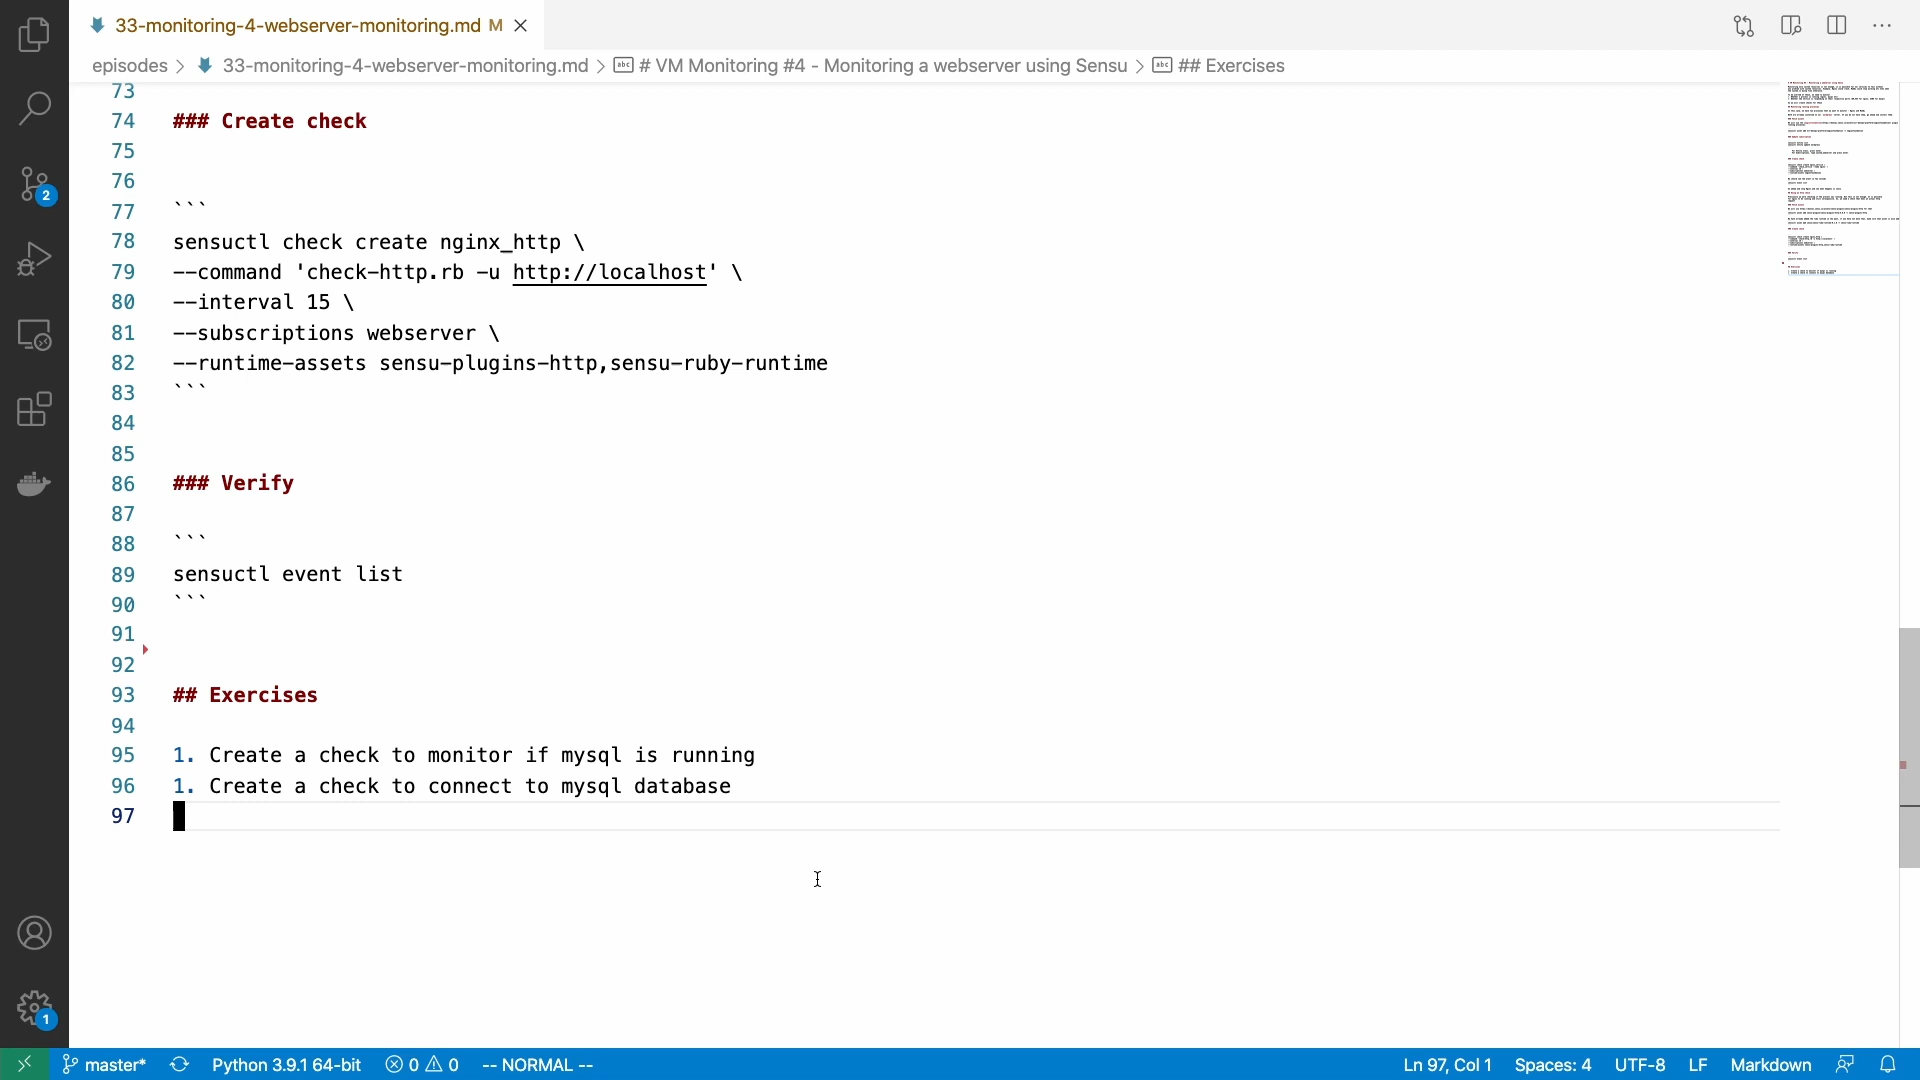 33-monitoring-4-webserver-monitoring.md M
episodes > 33-monitoring-4-webserver-monitoring.md > # VM Monitoring #4 - Monitoring a webserver using Sensu > ## Exercises
73
74 ### Create check
75
76
77 ```
78 sensuctl check create nginx_http \
79 --command 'check-http.rb -u http://localhost' \
80 --interval 15 \
81 --subscriptions webserver \
82 --runtime-assets sensu-plugins-http,sensu-ruby-runtime
83 ```
84
85
86 ### Verify
87
88 ```
89 sensuctl event list
90 ```
91
92
93 ## Exercises
94
95 1. Create a check to monitor if mysql is running
96 1. Create a check to connect to mysql database
97
2
1
master* Python 3.9.1 64-bit 0 0 -- NORMAL -- Ln 97, Col 1 Spaces: 4 UTF-8 LF Markdown